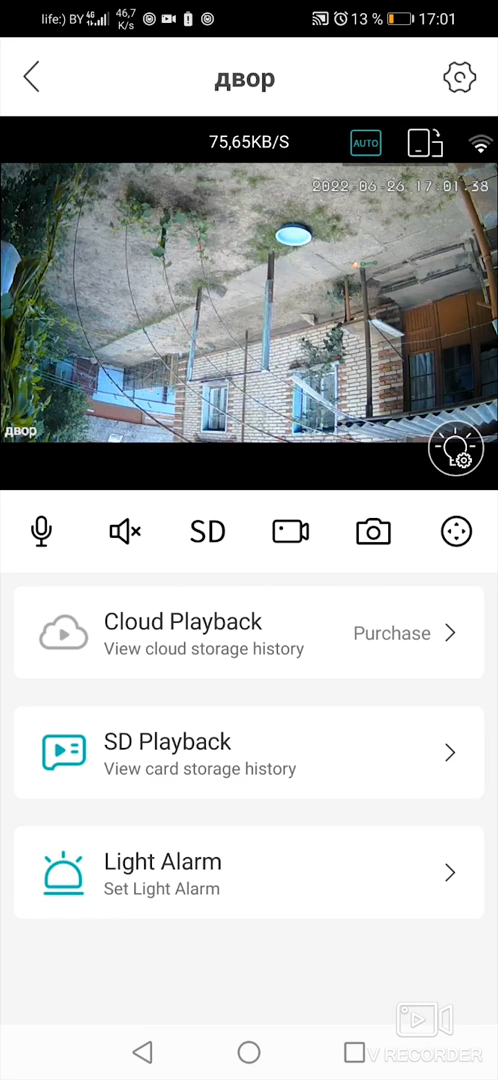 life:) BY 4G 46,7 K/s 13 % 17:01
двор
75,65KB/S AUTO
2022-06-26 17:01:38
двор
SD
Cloud Playback
View cloud storage history
Purchase
SD Playback
View card storage history
Light Alarm
Set Light Alarm
V RECORDER